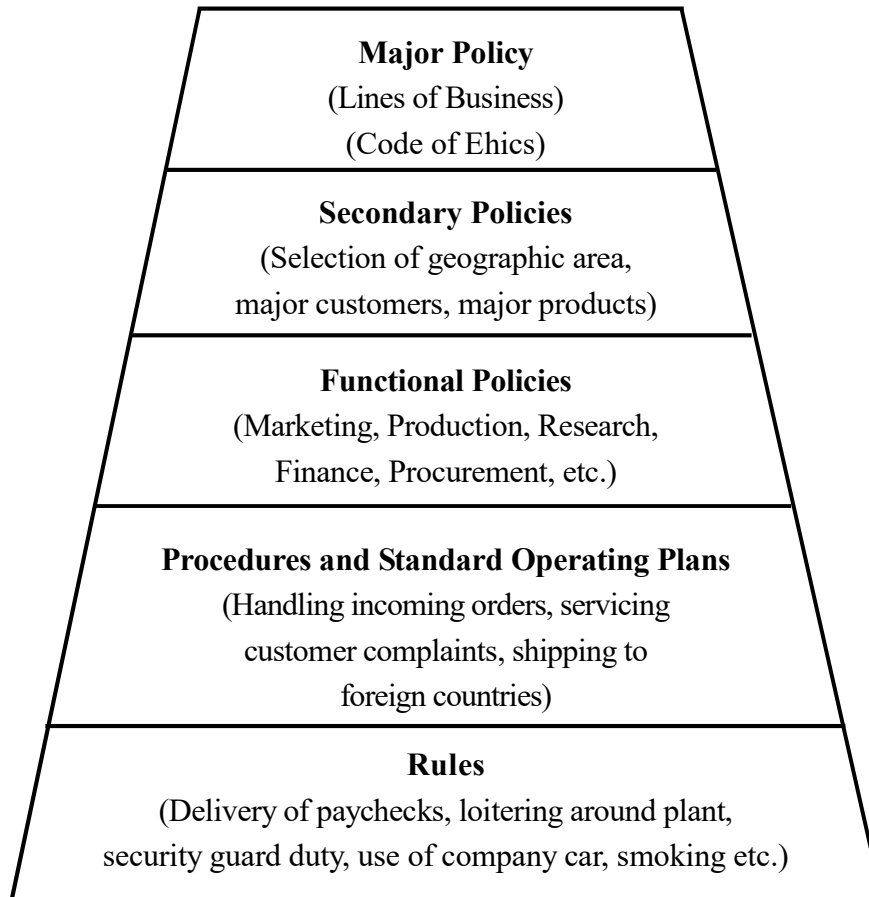 Major Policy
(Lines of Business)
(Code of Ehics)
Secondary Policies
(Selection of geographic area,
major customers, major products)
Functional Policies
(Marketing, Production, Research,
Finance, Procurement, etc.)
Procedures and Standard Operating Plans
(Handling incoming orders, servicing
customer complaints, shipping to
foreign countries)
Rules
(Delivery of paychecks, loitering around plant,
security guard duty, use of company car, smoking etc.)